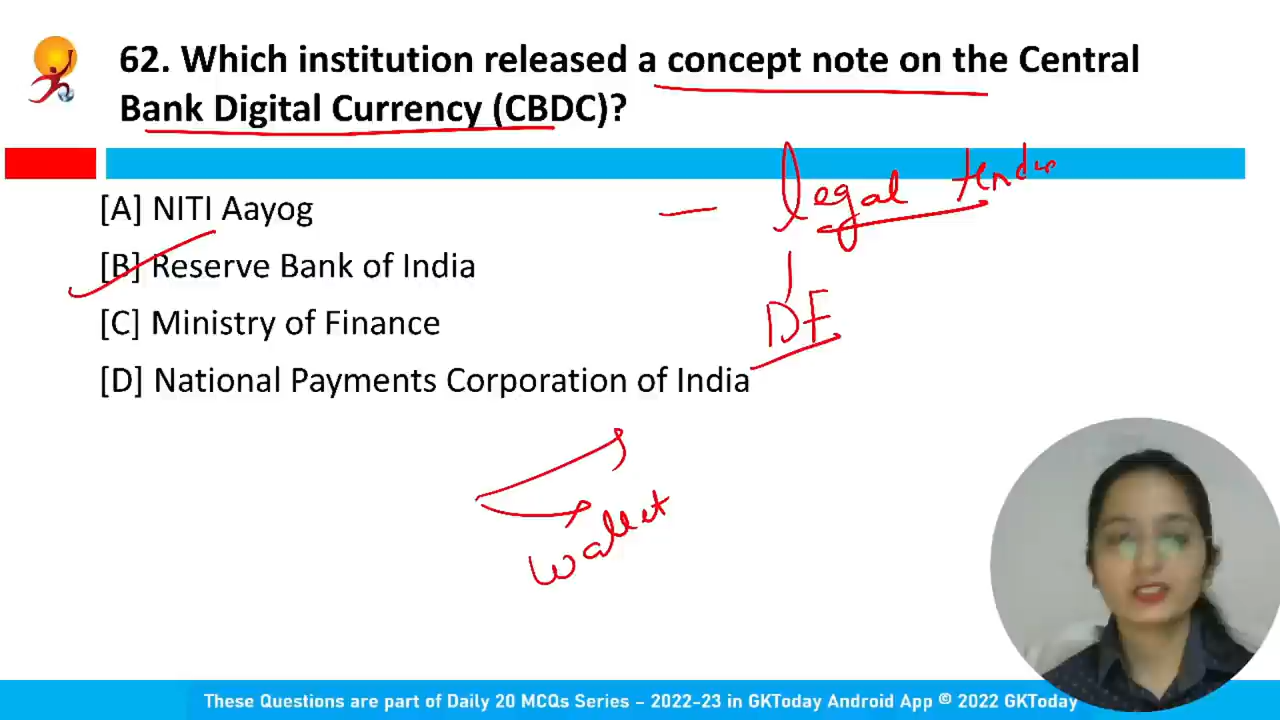 62. Which institution released a concept note on the Central
Bank Digital Currency (CBDC)?
legal tender
[A] NITI Aayog
[B] Reserve Bank of India
DF
[C] Ministry of Finance
[D] National Payments Corporation of India
wallet
These Questions are part of Daily 20 MCQs Series – 2022-23 in GKToday Android App © 2022 GKToday